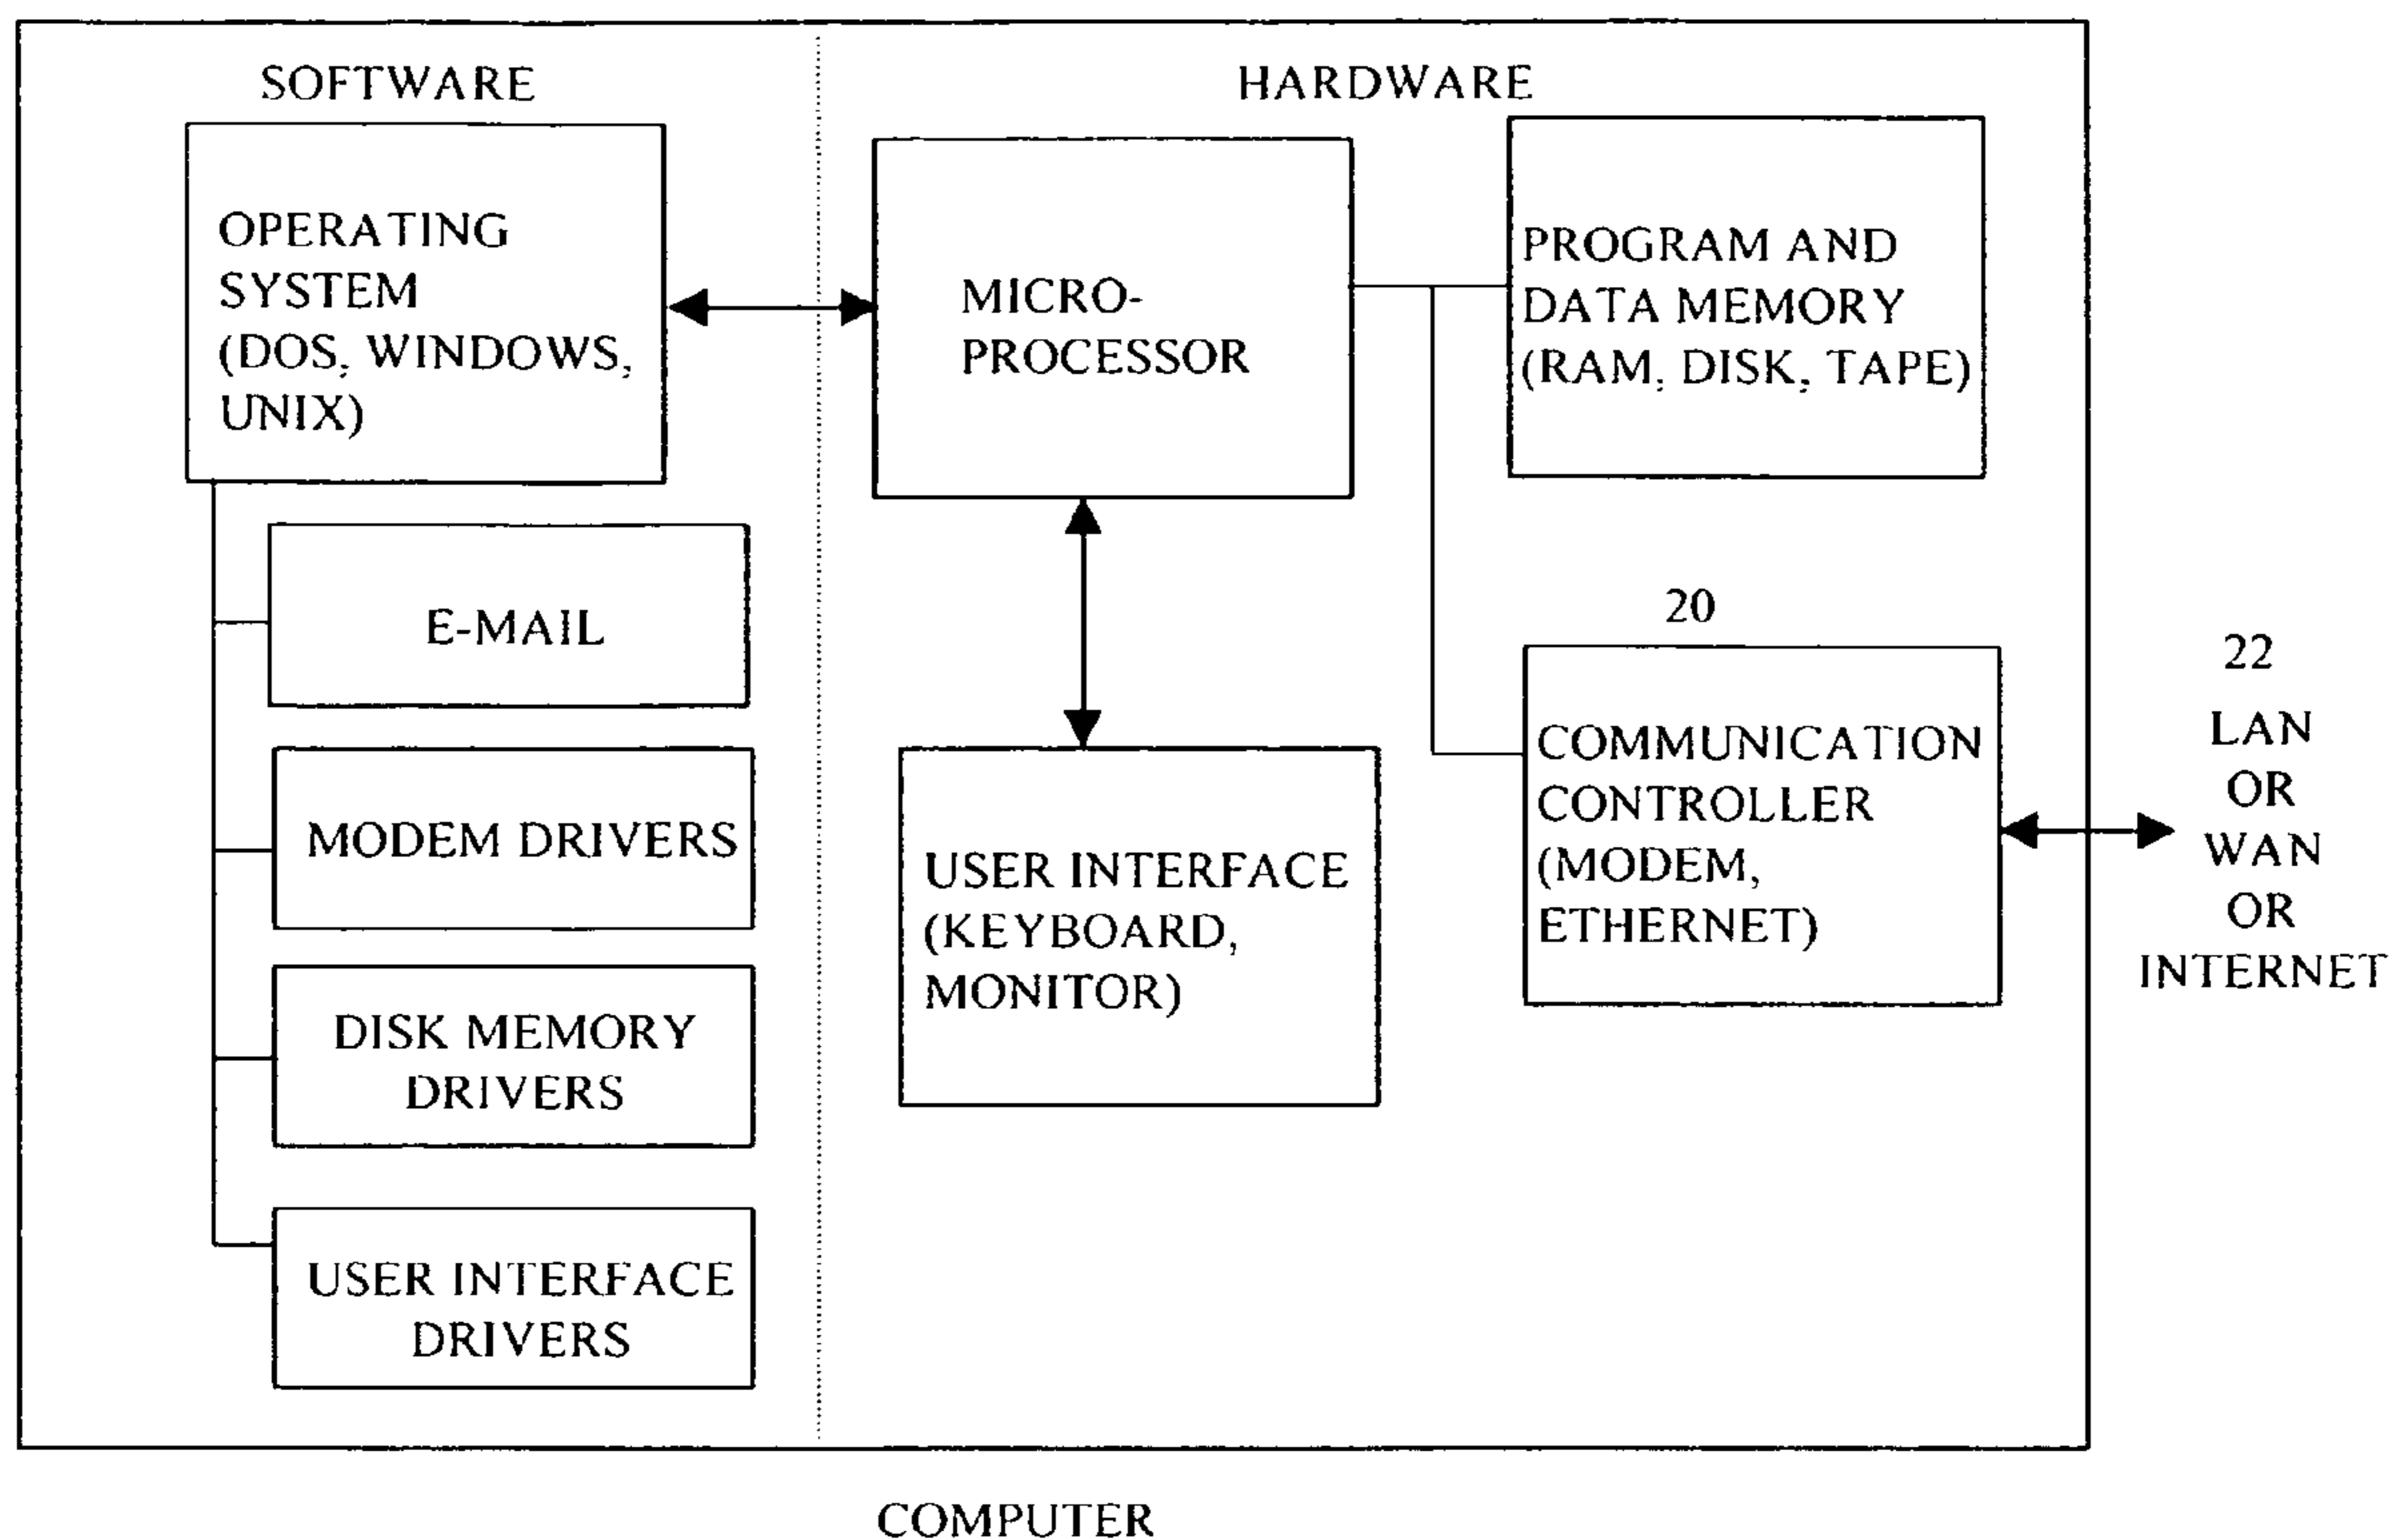 SOFTWARE
HARDWARE
OPERATING
SYSTEM
(DOS, WINDOWS,
UNIX)
MICRO-
PROCESSOR
PROGRAM AND
DATA MEMORY
(RAM, DISK, TAPE)
E-MAIL
MODEM DRIVERS
DISK MEMORY
DRIVERS
USER INTERFACE
DRIVERS
USER INTERFACE
(KEYBOARD,
MONITOR)
20
COMMUNICATION
CONTROLLER
(MODEM,
ETHERNET)
22
LAN
OR
WAN
OR
INTERNET
COMPUTER